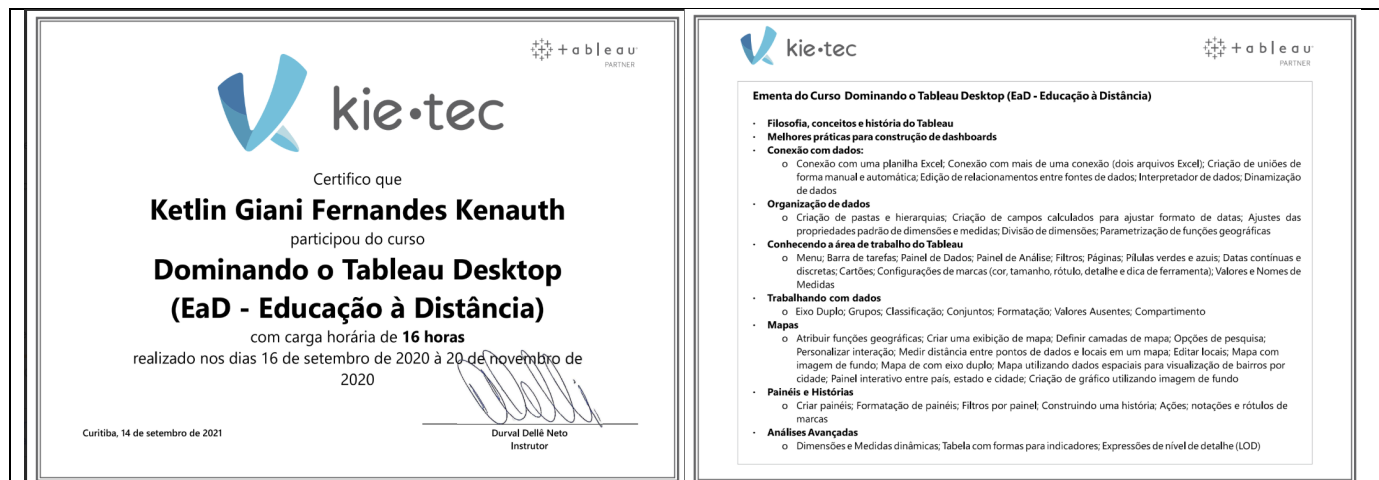 +ableau
PARTNER
kie•tec
Certifico que
Ketlin Giani Fernandes Kenauth
participou do curso
Dominando o Tableau Desktop
(EaD - Educação à Distância)
com carga horária de 16 horas
realizado nos dias 16 de setembro de 2020 à 20 de novembro de
2020
Curitiba, 14 de setembro de 2021
Durval Dellê Neto
Instrutor
kie•tec
+ableau
PARTNER
Ementa do Curso Dominando o Tableau Desktop (EaD - Educação à Distância)
· Filosofia, conceitos e história do Tableau
· Melhores práticas para construção de dashboards
· Conexão com dados:
o Conexão com uma planilha Excel; Conexão com mais de uma conexão (dois arquivos Excel); Criação de uniões de
forma manual e automática; Edição de relacionamentos entre fontes de dados; Interpretador de dados; Dinamização
de dados
· Organização de dados
o Criação de pastas e hierarquias; Criação de campos calculados para ajustar formato de datas; Ajustes das
propriedades padrão de dimensões e medidas; Divisão de dimensões; Parametrização de funções geográficas
· Conhecendo a área de trabalho do Tableau
o Menu; Barra de tarefas; Painel de Dados; Painel de Análise; Filtros; Páginas; Pílulas verdes e azuis; Datas contínuas e
discretas; Cartões; Configurações de marcas (cor, tamanho, rótulo, detalhe e dica de ferramenta); Valores e Nomes de
Medidas
· Trabalhando com dados
o Eixo Duplo; Grupos; Classificação; Conjuntos; Formatação; Valores Ausentes; Compartimento
· Mapas
o Atribuir funções geográficas; Criar uma exibição de mapa; Definir camadas de mapa; Opções de pesquisa;
Personalizar interação; Medir distância entre pontos de dados e locais em um mapa; Editar locais; Mapa com
imagem de fundo; Mapa de com eixo duplo; Mapa utilizando dados espaciais para visualização de bairros por
cidade; Painel interativo entre país, estado e cidade; Criação de gráfico utilizando imagem de fundo
· Painéis e Histórias
o Criar painéis; Formatação de painéis; Filtros por painel; Construindo uma história; Ações; notações e rótulos de
marcas
· Análises Avançadas
o Dimensões e Medidas dinâmicas; Tabela com formas para indicadores; Expressões de nível de detalhe (LOD)